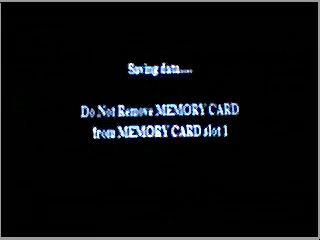 Saving data.....
Do Not Remove MEMORY CARD
from MEMORY CARD slot 1